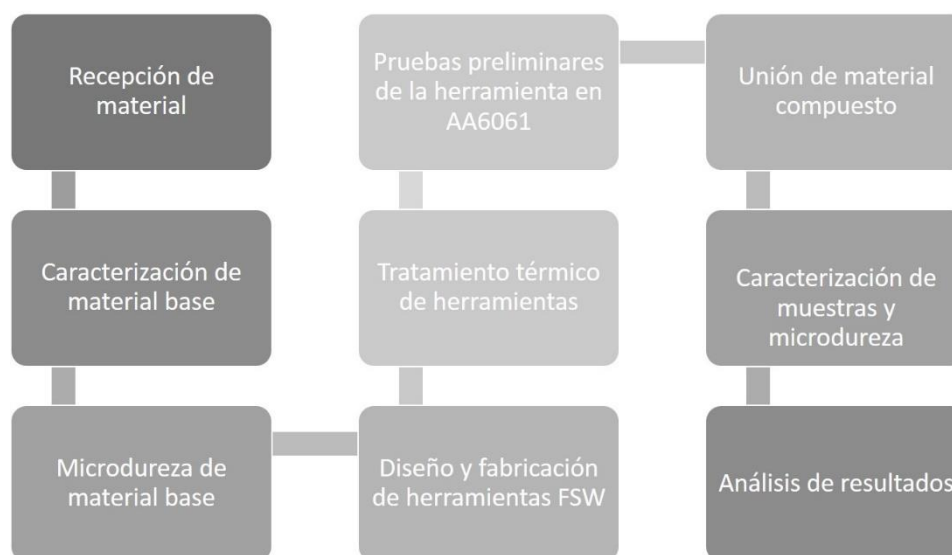 Recepción de
material
Caracterización de
material base
Microdureza de
material base
Diseño y fabricación
de herramientas FSW
Tratamiento térmico
de herramientas
Pruebas preliminares
de la herramienta en
AA6061
Unión de material
compuesto
Caracterización de
muestras y
microdureza
Análisis de resultados